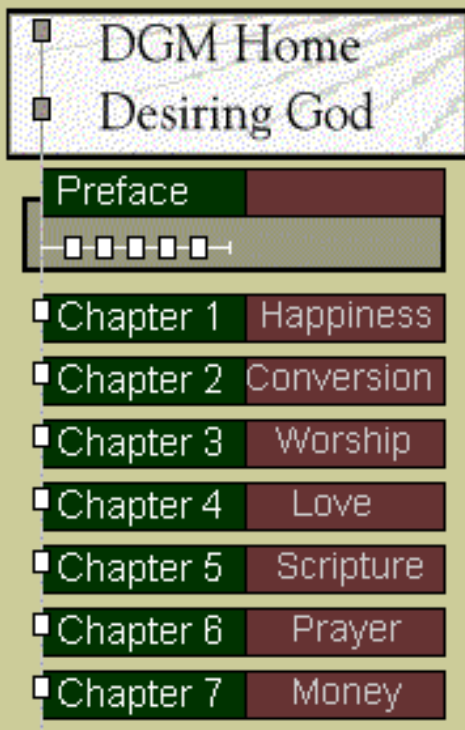 DGM Home
Desiring God
Preface
Chapter 1 Happiness
Chapter 2 Conversion
Chapter 3 Worship
Chapter 4 Love
Chapter 5 Scripture
Chapter 6 Prayer
Chapter 7 Money